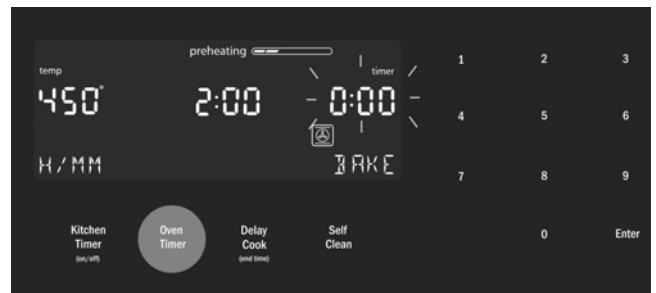 preheating
temp
timer
450°
2:00
0:00
H/MM
BAKE
1 2 3
4 5 6
7 8 9
0 Enter
Kitchen
Timer
(on/off)
Oven
Timer
Delay
Cook
(end time)
Self
Clean